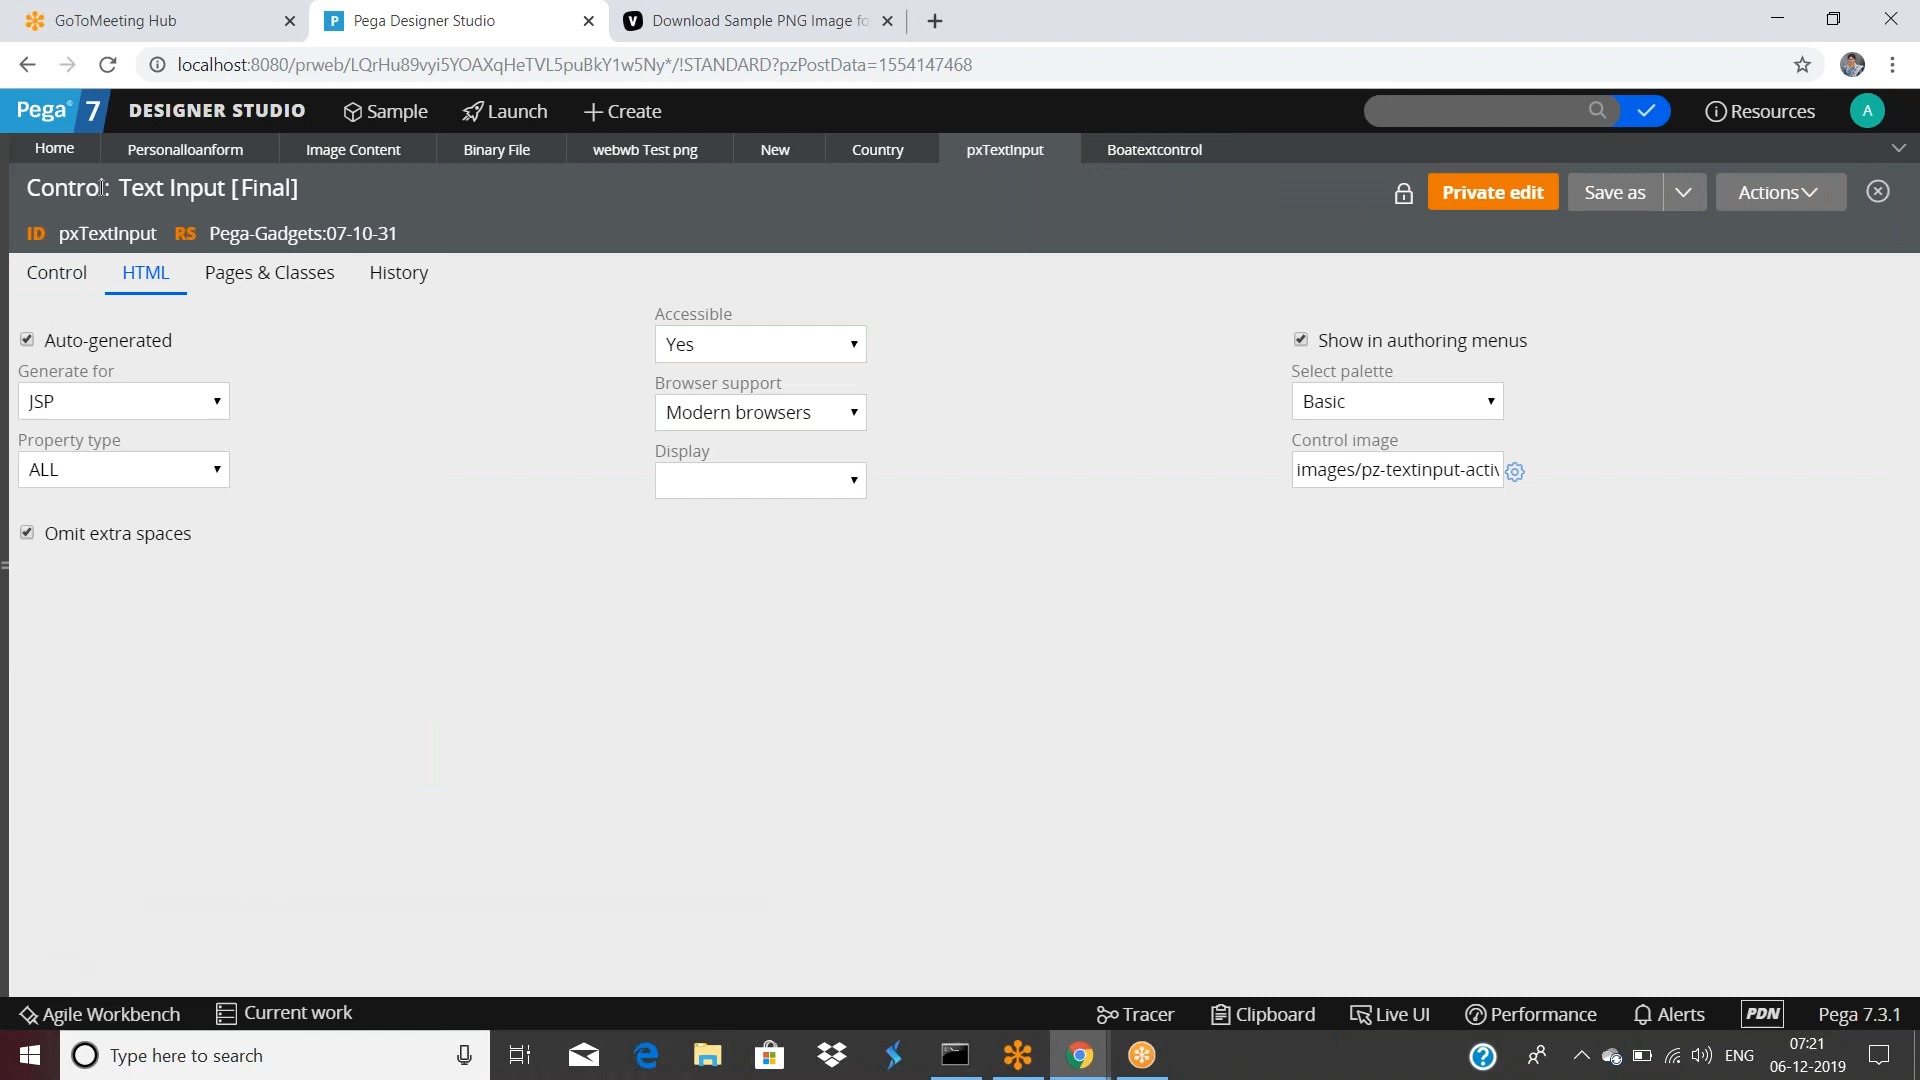 GoToMeeting Hub
Pega Designer Studio
Download Sample PNG Image fo
localhost:8080/prweb/LQrHu89vyi5YOAXqHeTVL5puBkY1w5Ny*/!STANDARD?pzPostData=1554147468
Pega 7 DESIGNER STUDIO Sample Launch Create Resources A
Home Personalloanform Image Content Binary File webwb Test png New Country pxTextInput Boatextcontrol
Control: Text Input [Final]
Private edit Save as Actions
ID pxTextInput RS Pega-Gadgets:07-10-31
Control HTML Pages & Classes History
Auto-generated
Generate for
JSP
Property type
ALL
Omit extra spaces
Accessible
Yes
Browser support
Modern browsers
Display
Show in authoring menus
Select palette
Basic
Control image
images/pz-textinput-activ
Agile Workbench Current work Tracer Clipboard Live UI Performance Alerts PDN Pega 7.3.1
Type here to search
ENG
07:21
06-12-2019